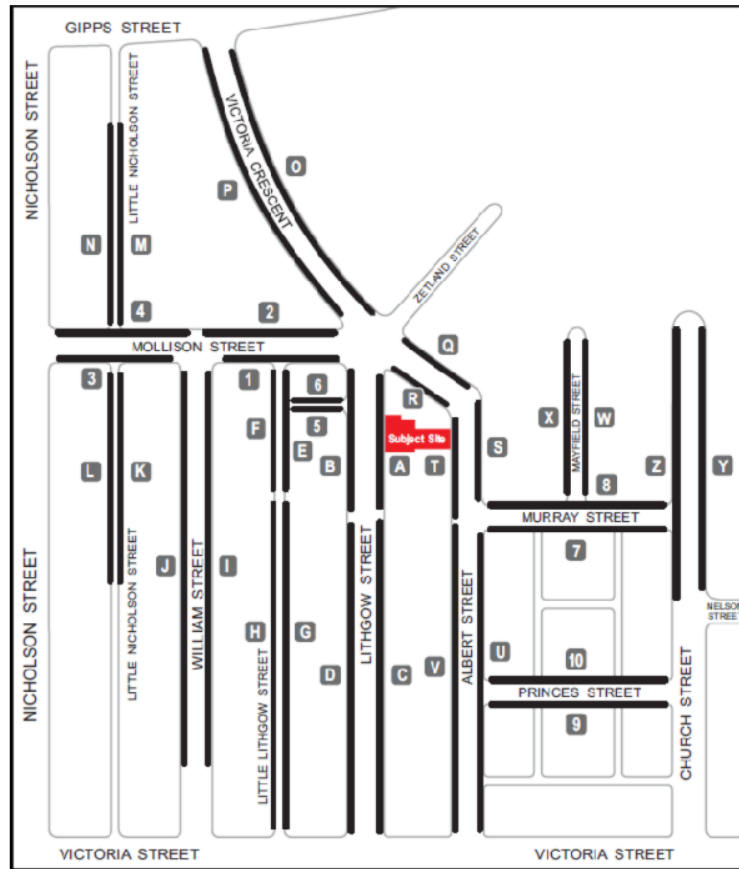 GIPPS STREET
NICHOLSON STREET
LITTLE NICHOLSON STREET
VICTORIA CRESCENT
O
P
ZETLAND STREET
N
M
4
2
Q
MOLLISON STREET
3
1
6
R
5
F
E
B
Subject Site
A
T
S
X
MAYFIELD STREET
W
8
Z
Y
L
K
MURRAY STREET
7
J
I
WILLIAM STREET
LITTLE NICHOLSON STREET
NICHOLSON STREET
H
G
LITTLE LITHGOW STREET
D
LITHGOW STREET
C
V
ALBERT STREET
U
10
PRINCES STREET
9
NELSON
STREET
CHURCH STREET
VICTORIA STREET
VICTORIA STREET